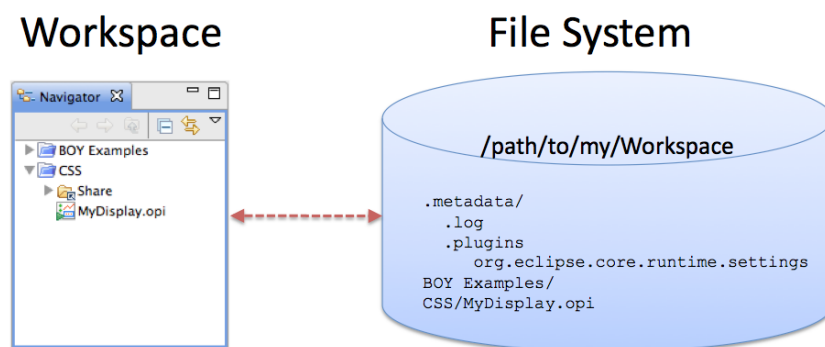 Workspace
File System
Navigator
BOY Examples
CSS
Share
MyDisplay.opi
/path/to/my/Workspace
.metadata/
.log
.plugins
org.eclipse.core.runtime.settings
BOY Examples/
CSS/MyDisplay.opi